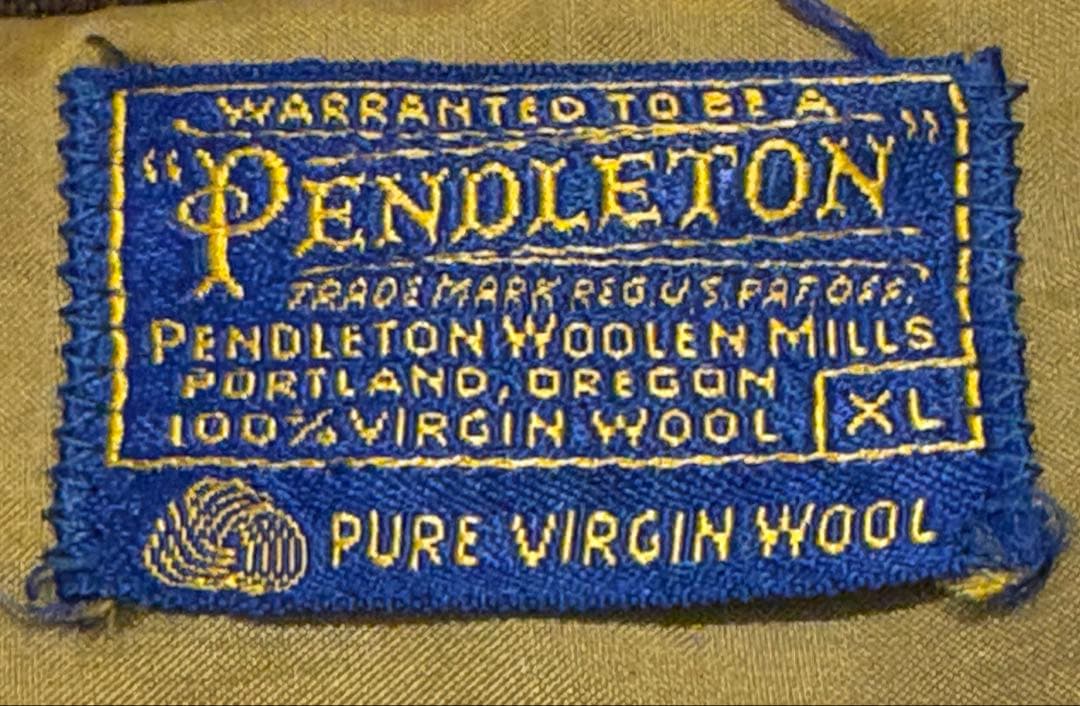 WARRANTED TO BE A
"PENDLETON"
TRADE MARK REG. U.S. PAT. OFF.
PENDLETON WOOLEN MILLS
PORTLAND, OREGON
100% VIRGIN WOOL
XL
PURE VIRGIN WOOL